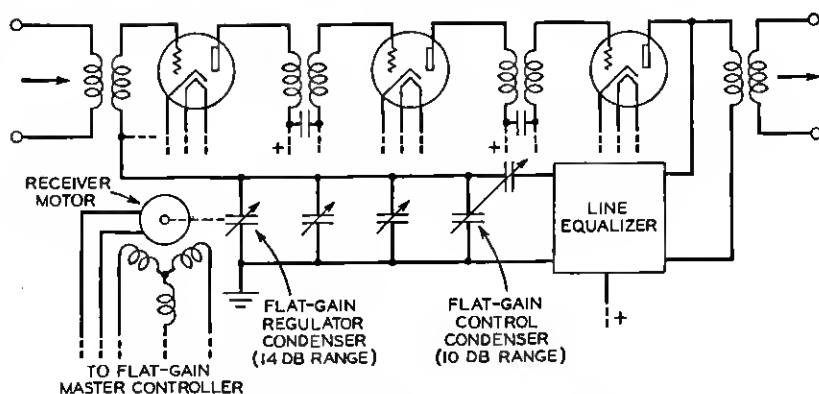 +
+
RECEIVER
MOTOR
LINE
EQUALIZER
FLAT-GAIN
REGULATOR
CONDENSER
(14 DB RANGE)
FLAT-GAIN
CONTROL
CONDENSER
(10 DB RANGE)
+
TO FLAT-GAIN
MASTER CONTROLLER